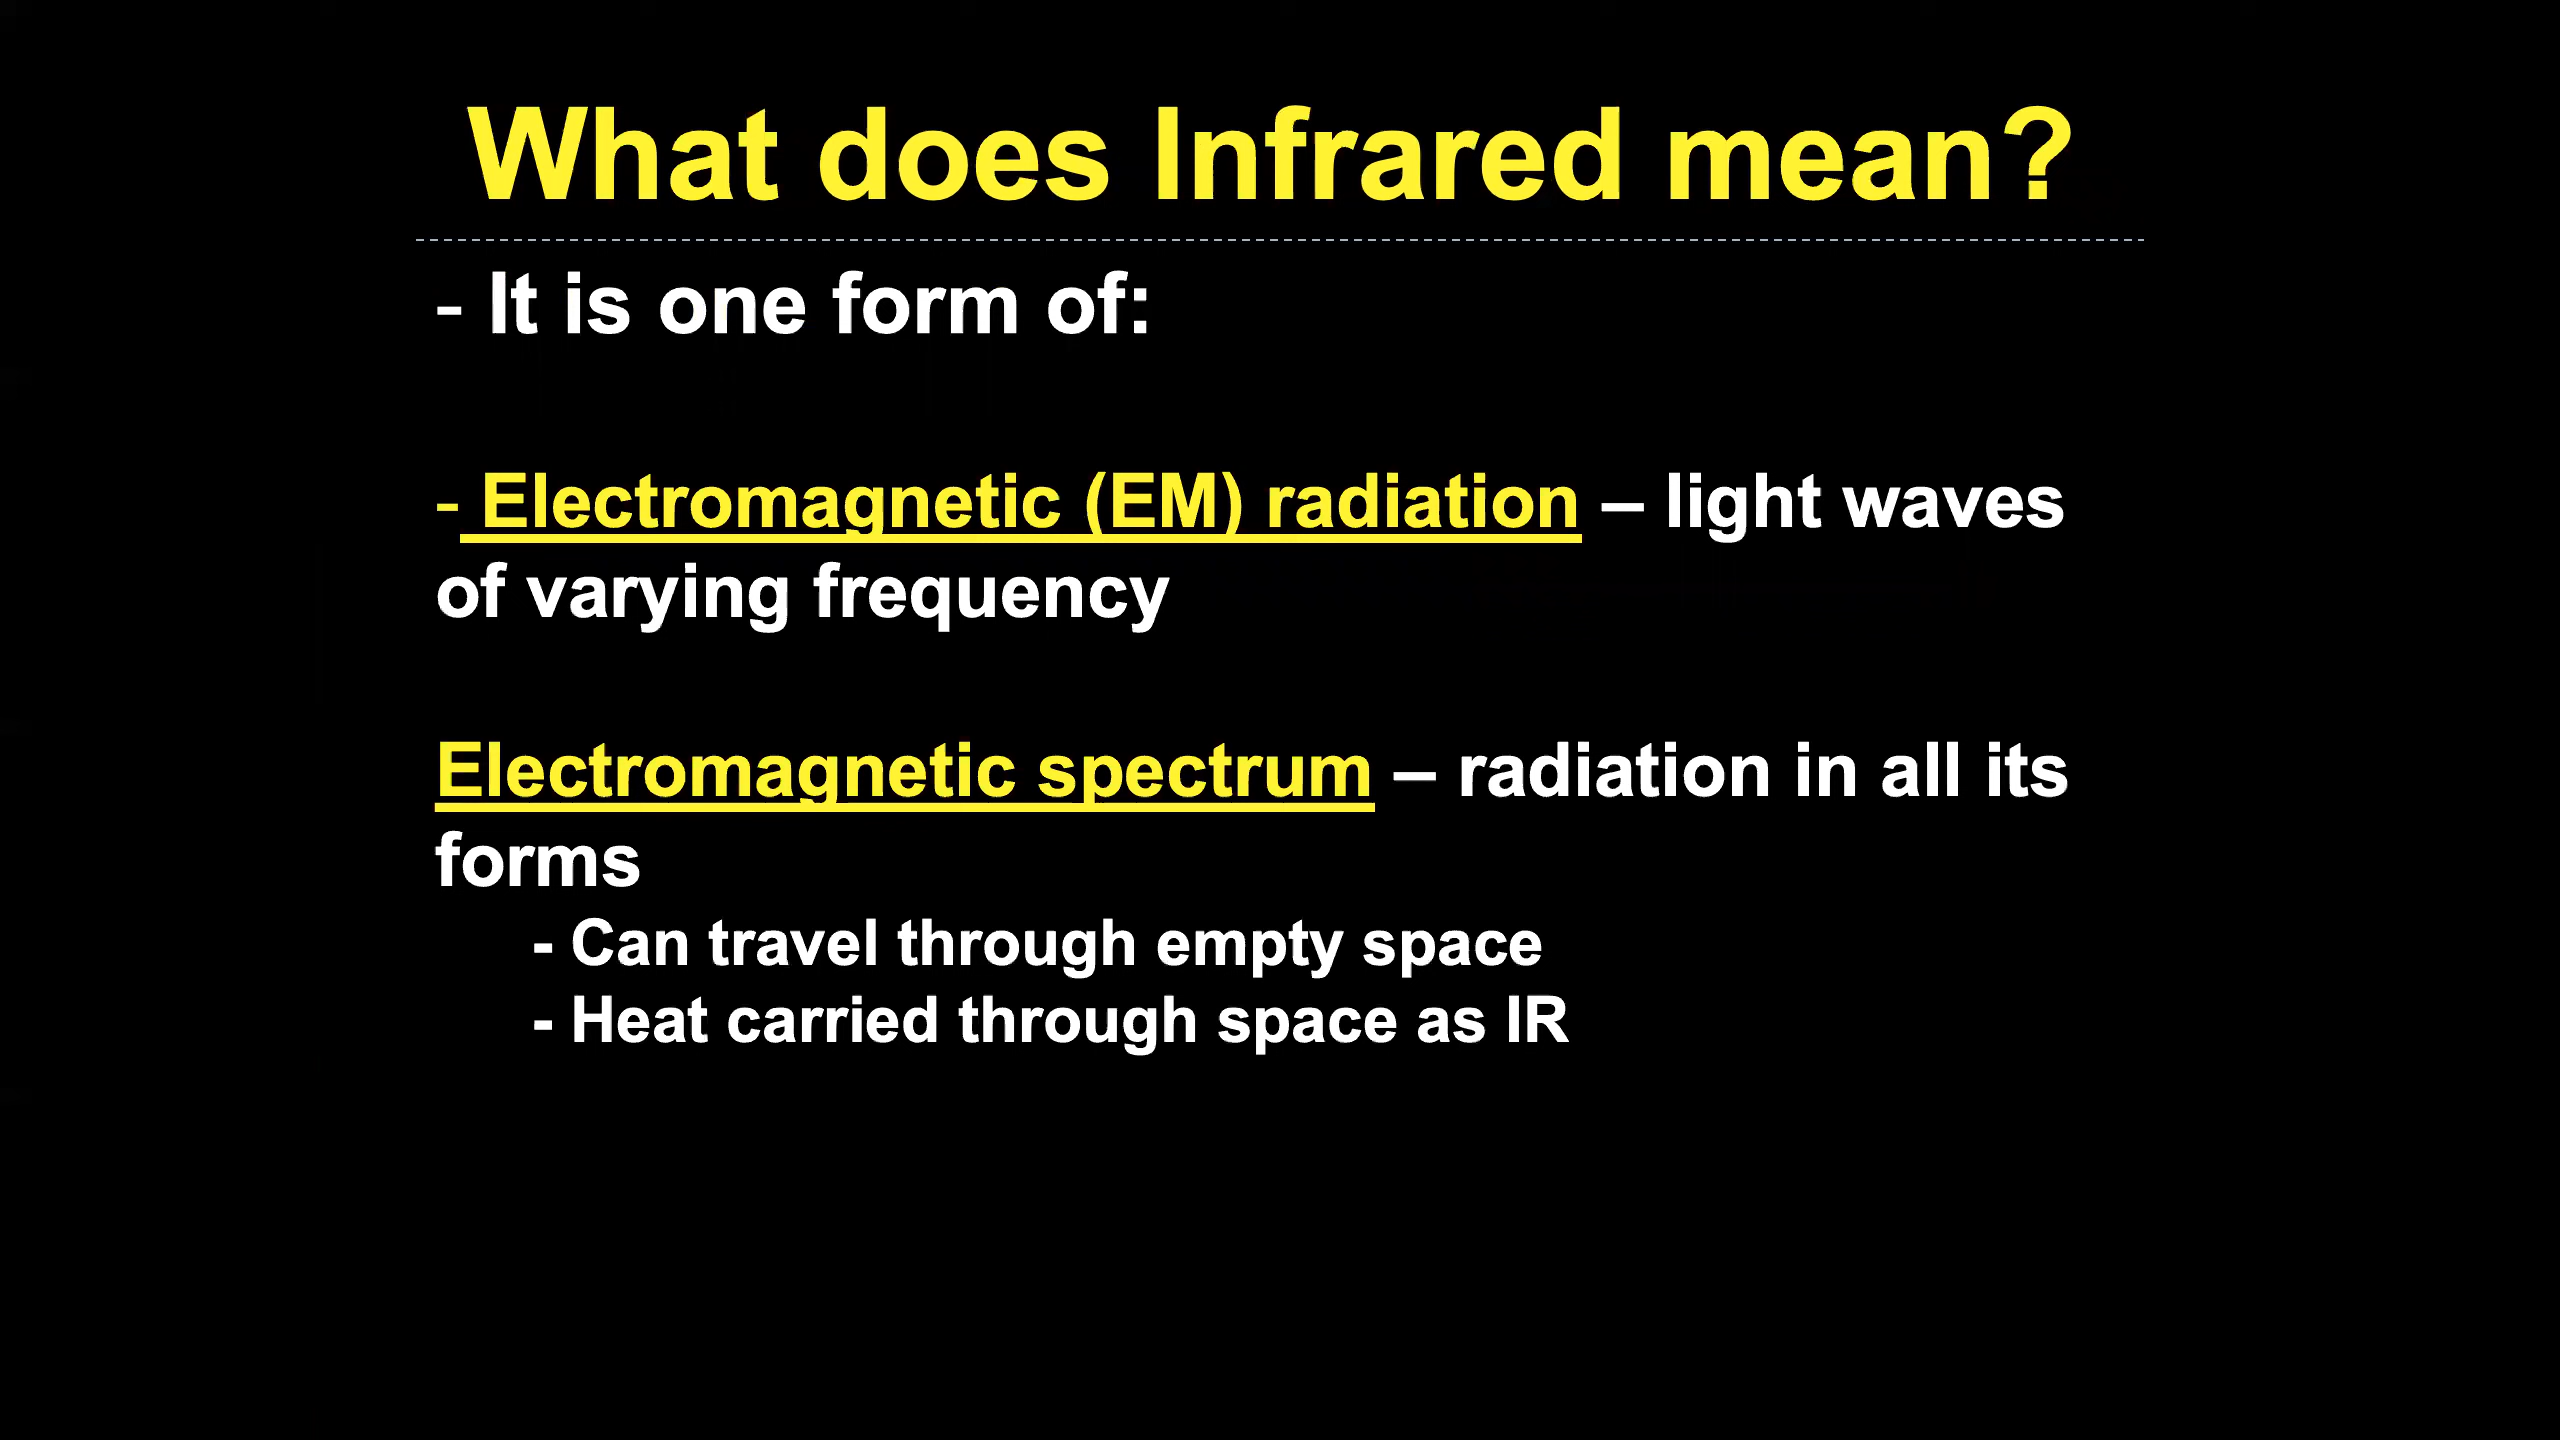 What does Infrared mean?
- It is one form of:
- Electromagnetic (EM) radiation – light waves
of varying frequency
Electromagnetic spectrum – radiation in all its
forms
- Can travel through empty space
- Heat carried through space as IR